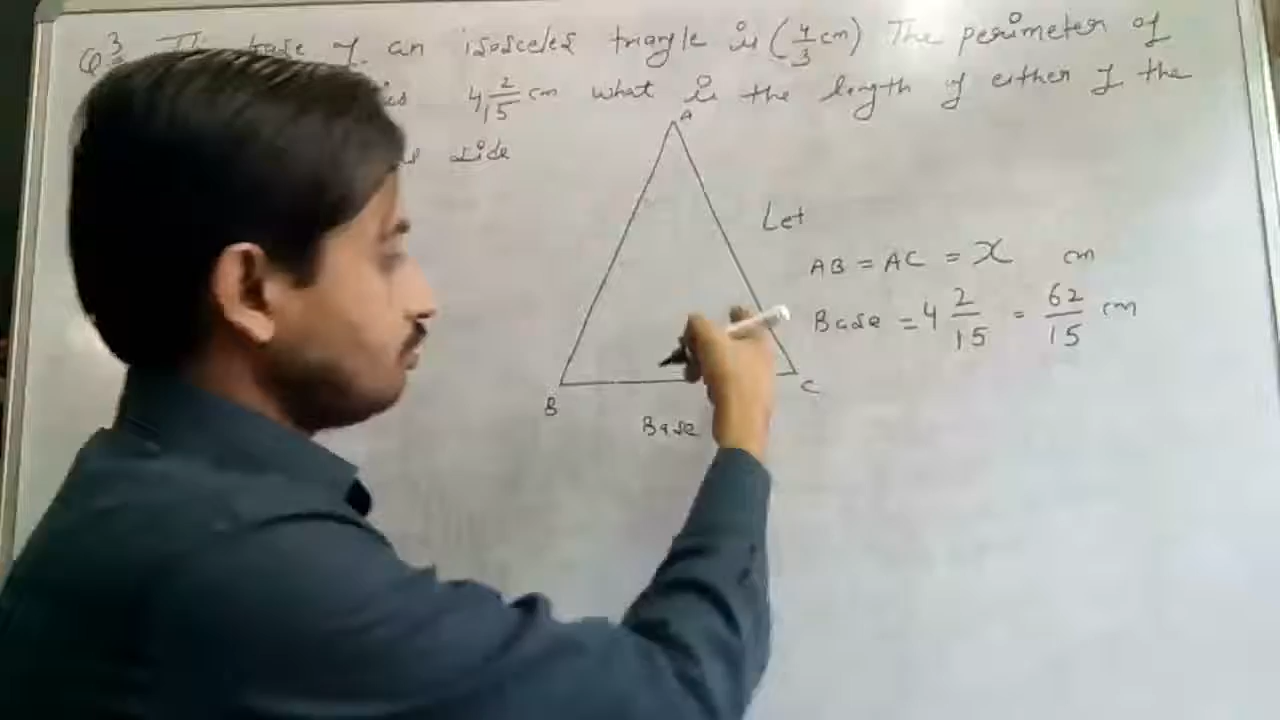 Q 3 The base of an isosceles triangle is (4/3 cm) The perimeter of
4 2/15 cm what is the length of either of the
side
A
Let
AB = AC = x cm
Base = 4 2/15 = 62/15 cm
B
C
Base